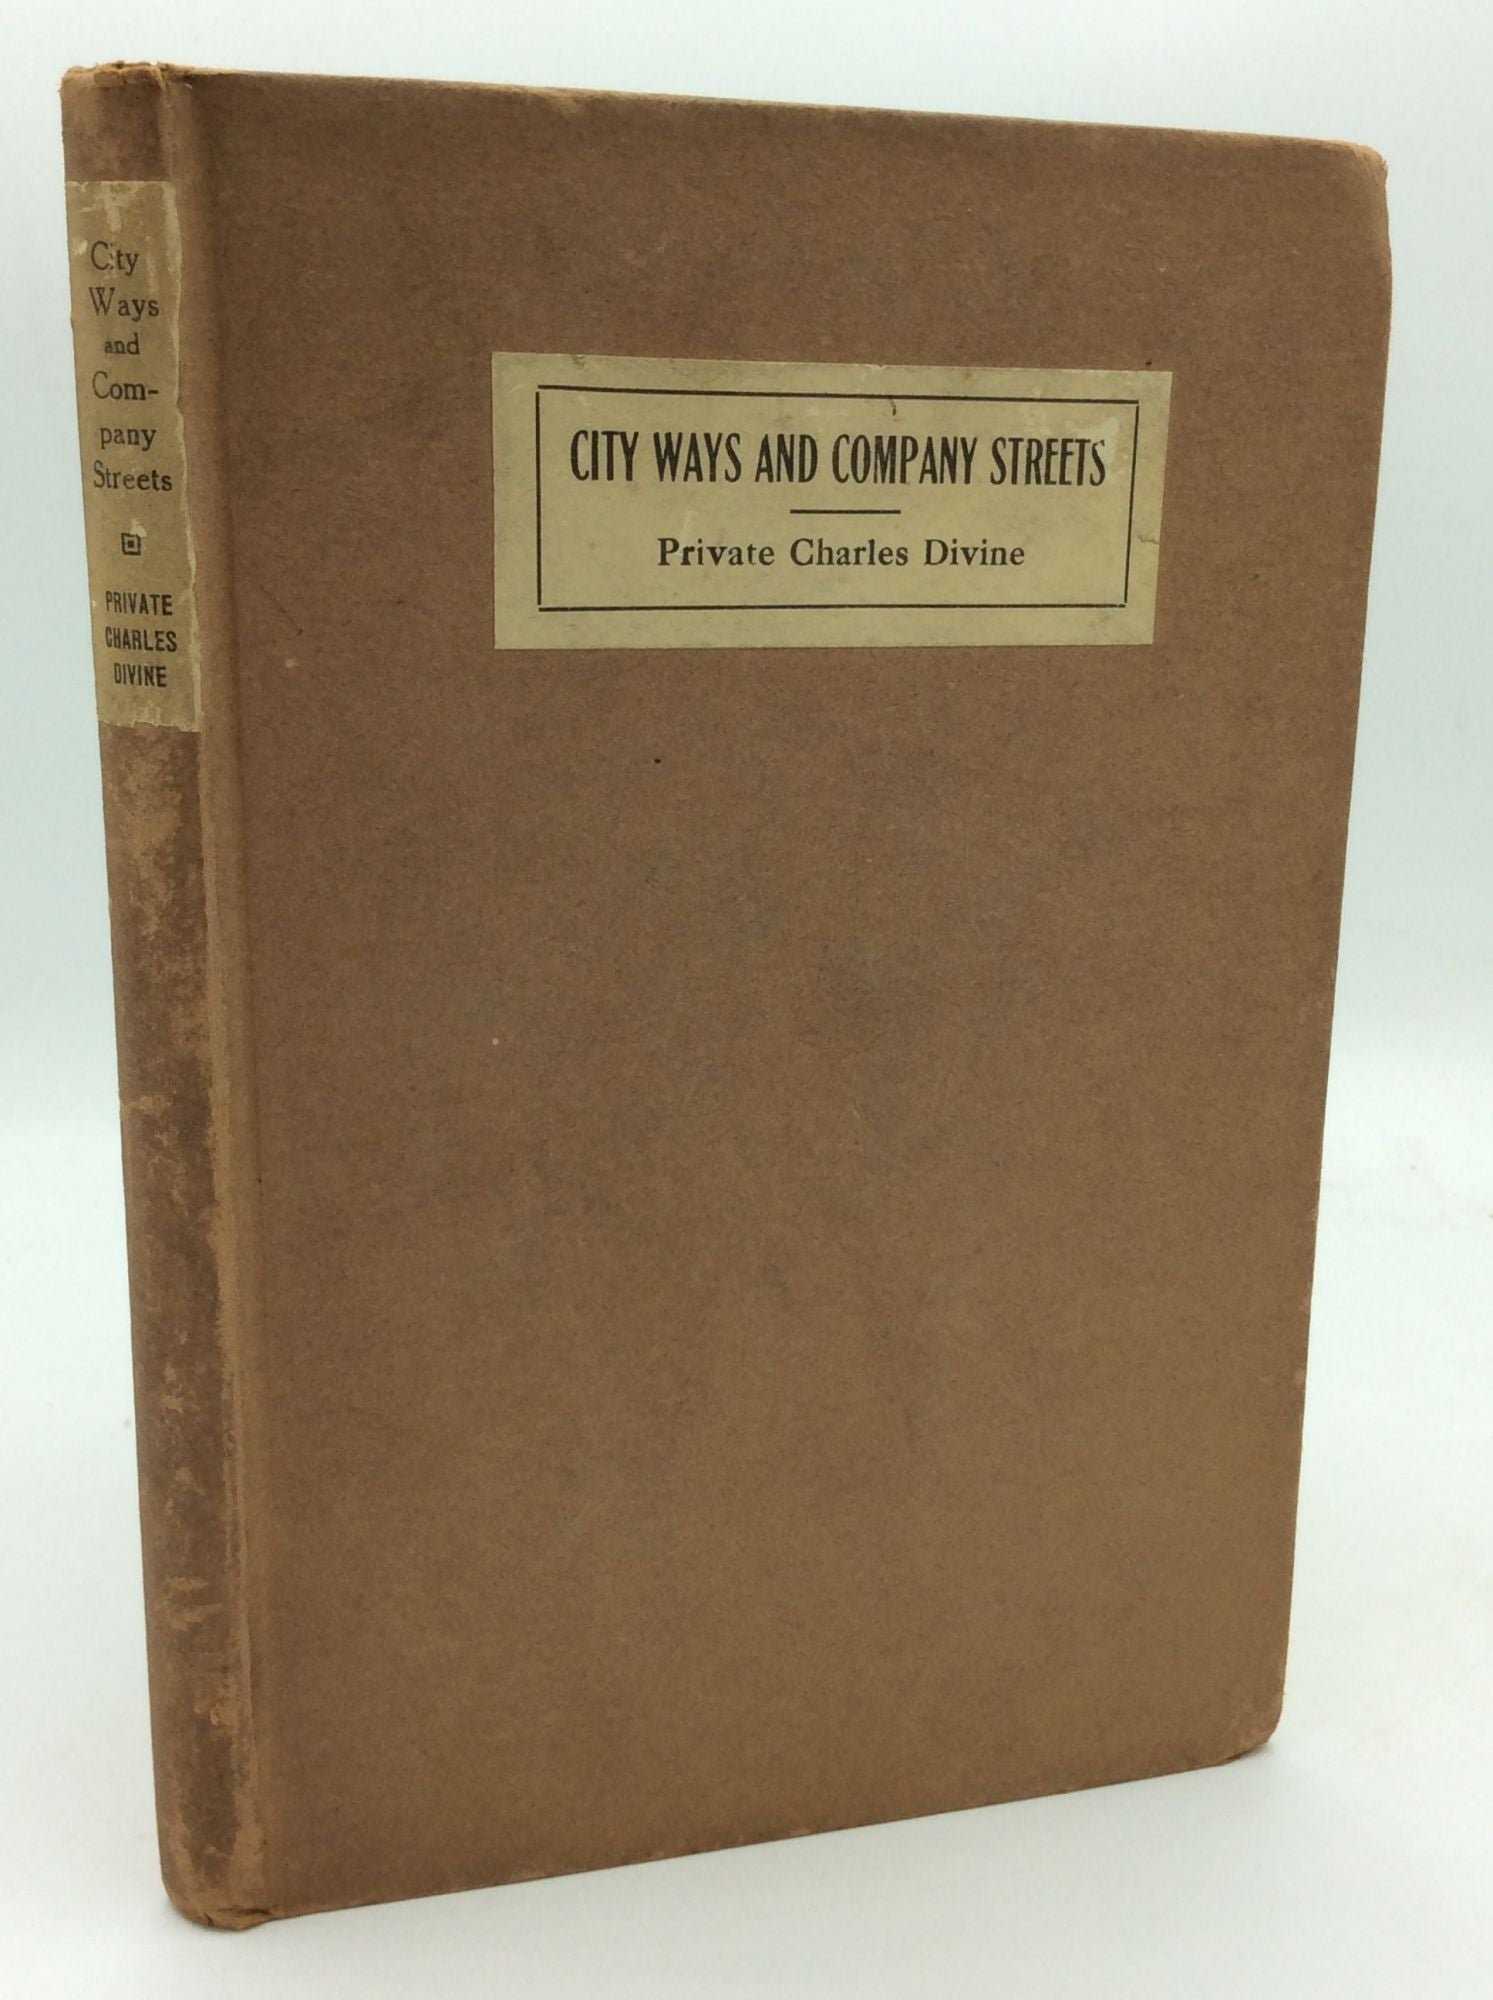 City
Ways
and
Com-
pany
Streets
PRIVATE
CHARLES
DIVINE
CITY WAYS AND COMPANY STREETS
Private Charles Divine